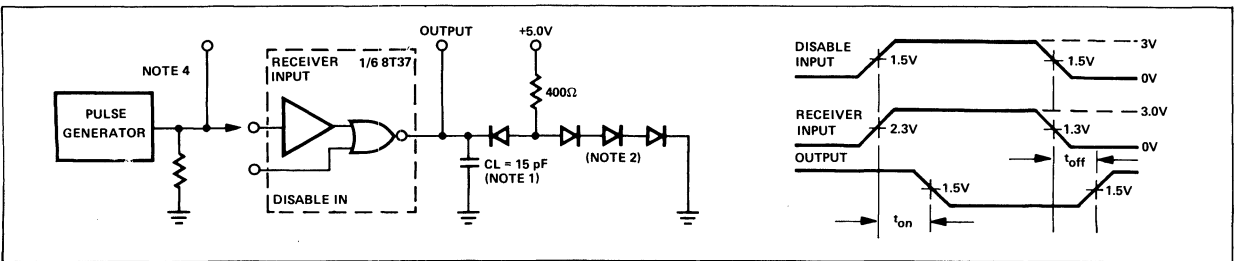 OUTPUT
+5.0V
NOTE 4
RECEIVER INPUT
1/6 8T37
400Ω
PULSE GENERATOR
CL = 15 pF
(NOTE 1)
(NOTE 2)
DISABLE IN
DISABLE INPUT
3V
1.5V
1.5V
0V
RECEIVER INPUT
3.0V
2.3V
1.3V
0V
OUTPUT
toff
1.5V
1.5V
ton